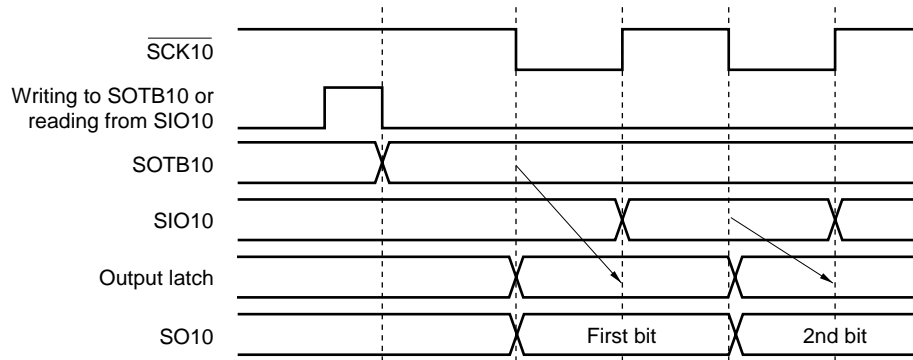 SCK10
Writing to SOTB10 or
reading from SIO10
SOTB10
SIO10
Output latch
SO10
First bit
2nd bit